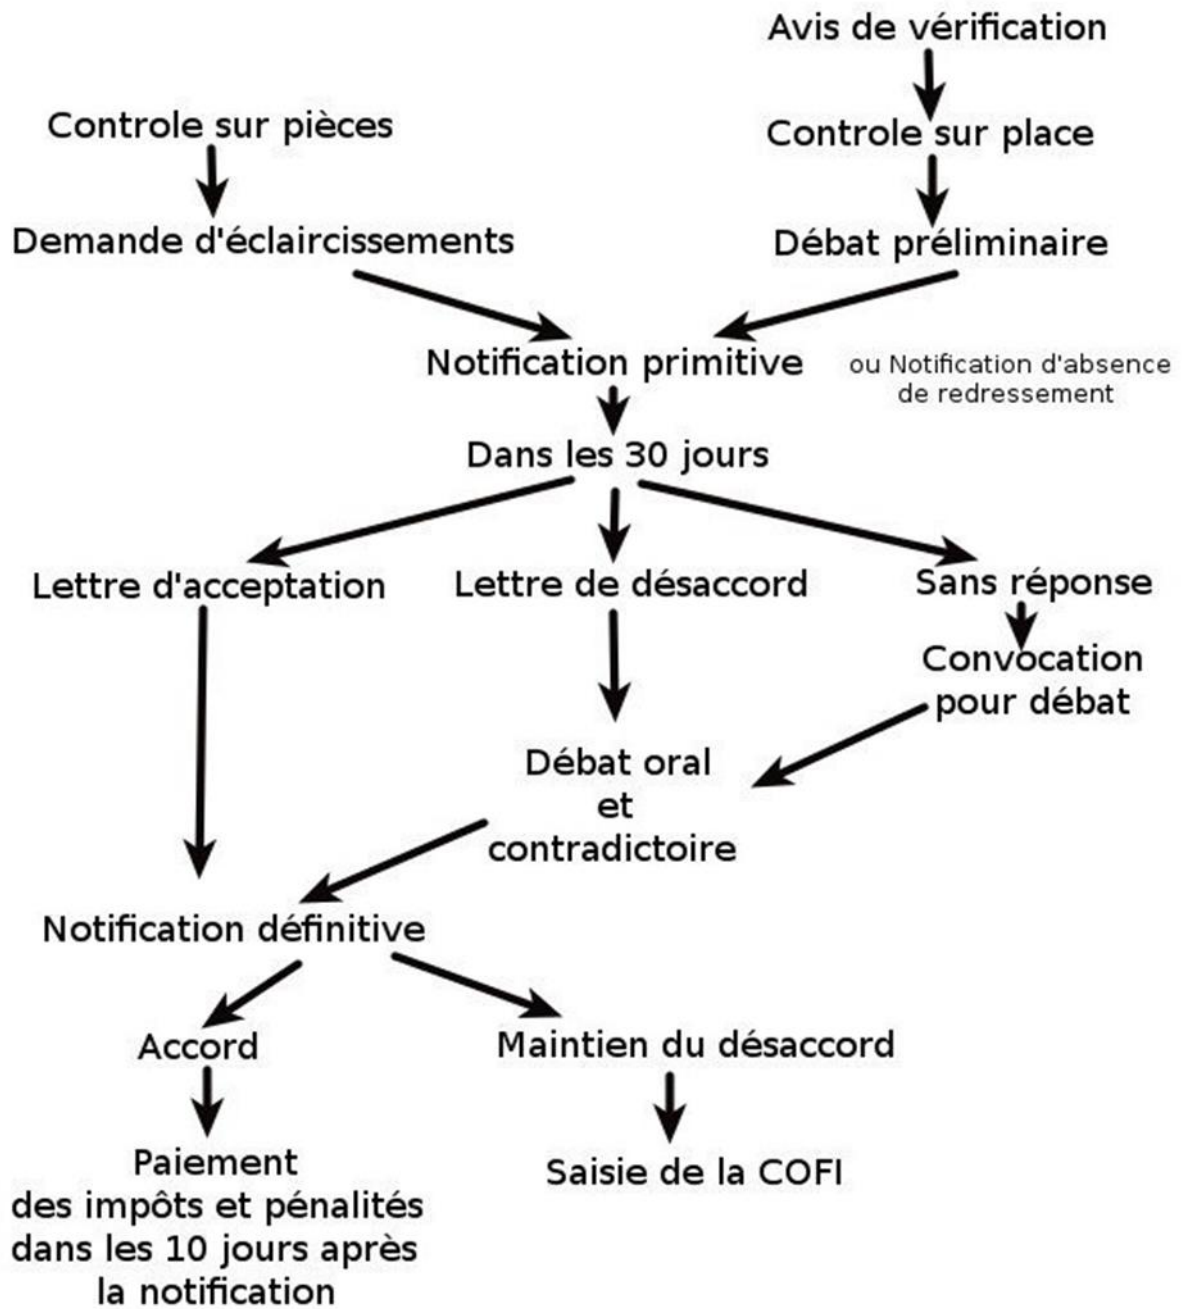 Avis de vérification
Controle sur pièces
Controle sur place
Demande d'éclaircissements
Débat préliminaire
Notification primitive
ou Notification d'absence
de redressement
Dans les 30 jours
Lettre d'acceptation
Lettre de désaccord
Sans réponse
Convocation
pour débat
Débat oral
et
contradictoire
Notification définitive
Accord
Maintien du désaccord
Paiement
des impôts et pénalités
dans les 10 jours après
la notification
Saisie de la COFI